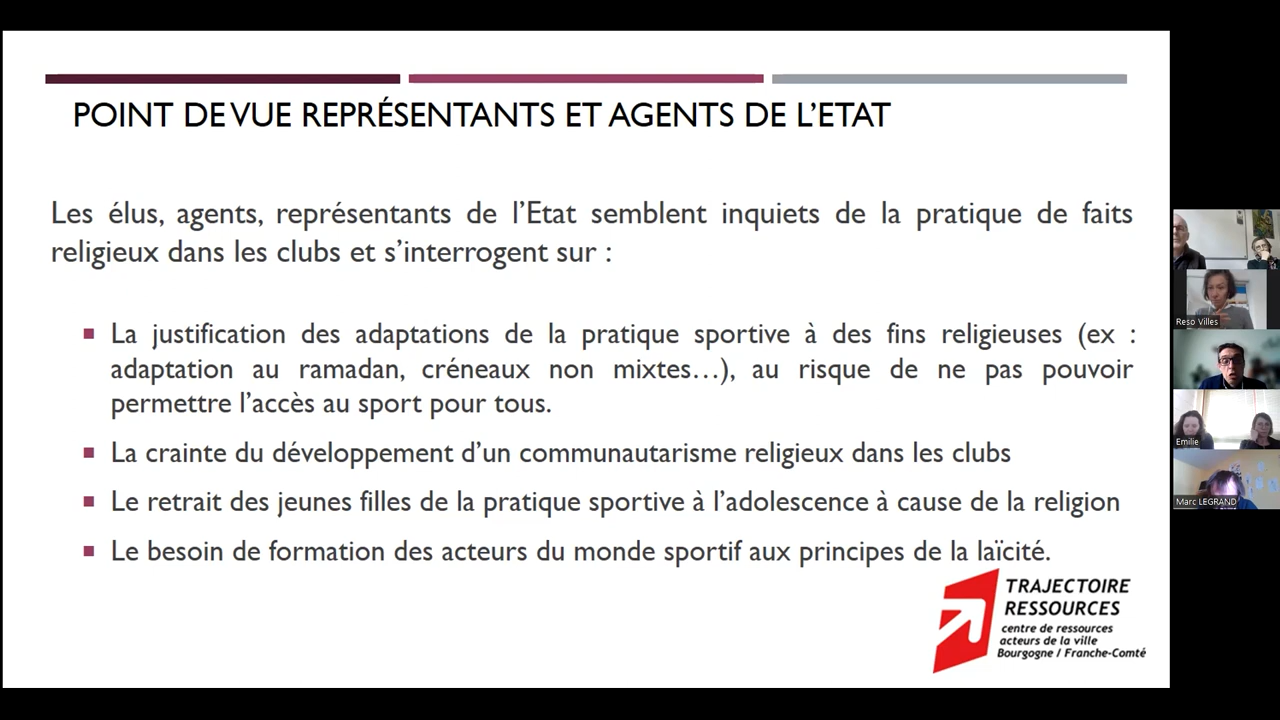 POINT DE VUE REPRÉSENTANTS ET AGENTS DE L’ETAT
Les élus, agents, représentants de l’Etat semblent inquiets de la pratique de faits
religieux dans les clubs et s’interrogent sur :
La justification des adaptations de la pratique sportive à des fins religieuses (ex :
adaptation au ramadan, créneaux non mixtes…), au risque de ne pas pouvoir
permettre l’accès au sport pour tous.
La crainte du développement d’un communautarisme religieux dans les clubs
Le retrait des jeunes filles de la pratique sportive à l’adolescence à cause de la religion
Le besoin de formation des acteurs du monde sportif aux principes de la laïcité.
TRAJECTOIRE
RESSOURCES
centre de ressources
acteurs de la ville
Bourgogne / Franche-Comté
Reso Villes
Emilie
Marc LEGRAND